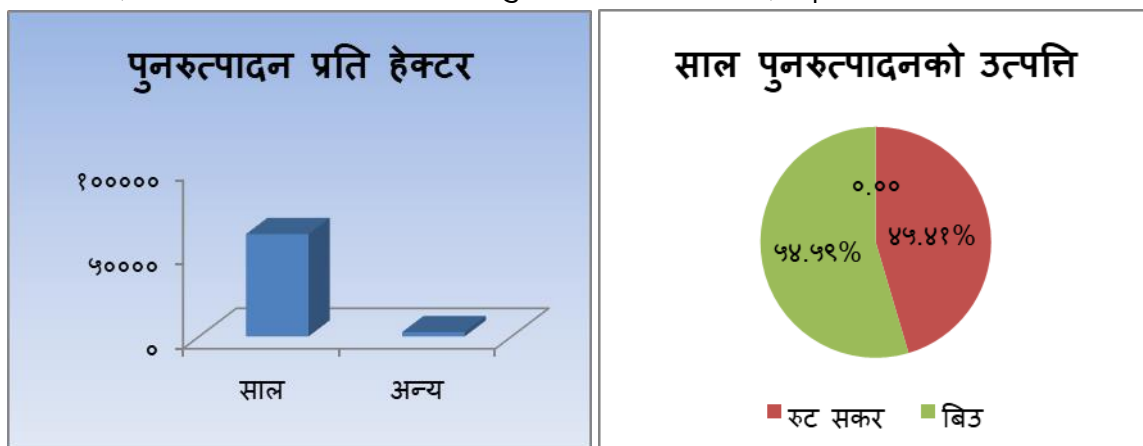 पुनरुत्पादन प्रति हेक्टर
१०००००
५००००
०
साल अन्य
साल पुनरुत्पादनको उत्पत्ति
०.००
५४.५९% ४५.४१%
रुट सकर बिउ